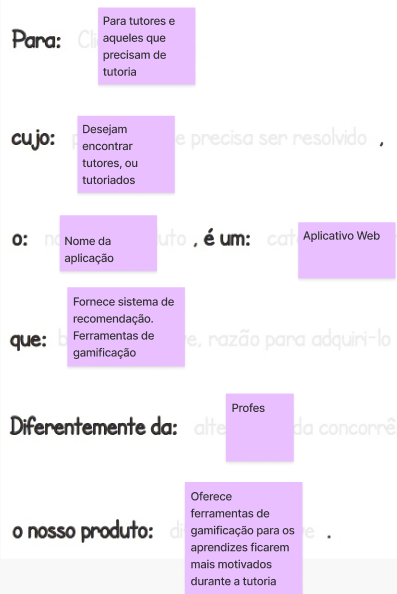 Para tutores e
aqueles que
precisam de
tutoria
Para: Cli
Desejam
encontrar
tutores, ou
tutoriados
cujo: e precisa ser resolvido ,
Nome da
aplicação
o: , é um:
Aplicativo Web
Fornece sistema de
recomendação.
Ferramentas de
gamificação
que: e, razão para adquiri-lo
Profes
Diferentemente da: alte da concorrê
Oferece
ferramentas de
gamificação para os
aprendizes ficarem
mais motivados
durante a tutoria
o nosso produto: .